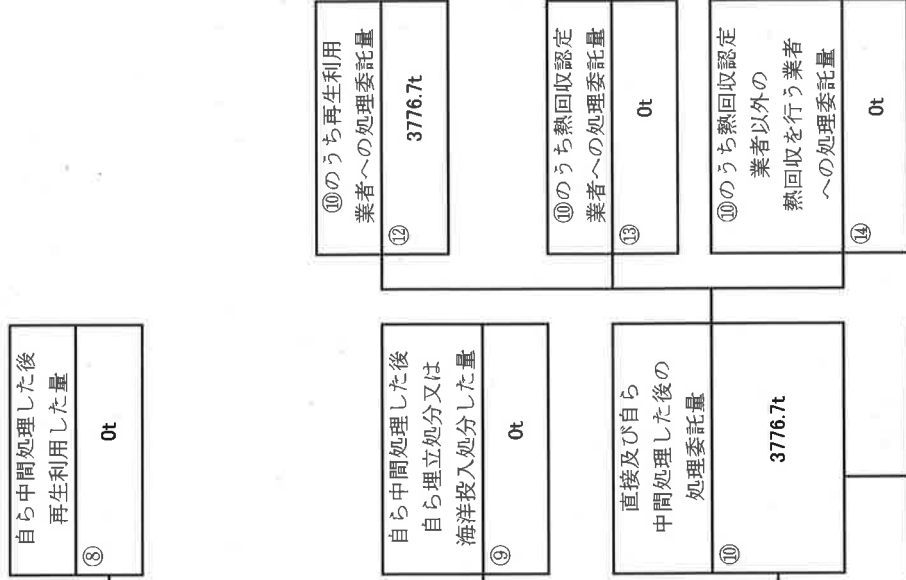 自ら中間処理した後
再生利用した量
⑧
0t
自ら中間処理した後
自ら埋立処分又は
海洋投入処分した量
⑨
0t
直接及び自ら
中間処理した後の
処理委託量
⑩
3776.7t
⑩のうち再生利用
業者への処理委託量
⑫
3776.7t
⑩のうち熱回収認定
業者への処理委託量
⑬
0t
⑩のうち熱回収認定
業者以外の
熱回収を行う業者
への処理委託量
⑭
0t